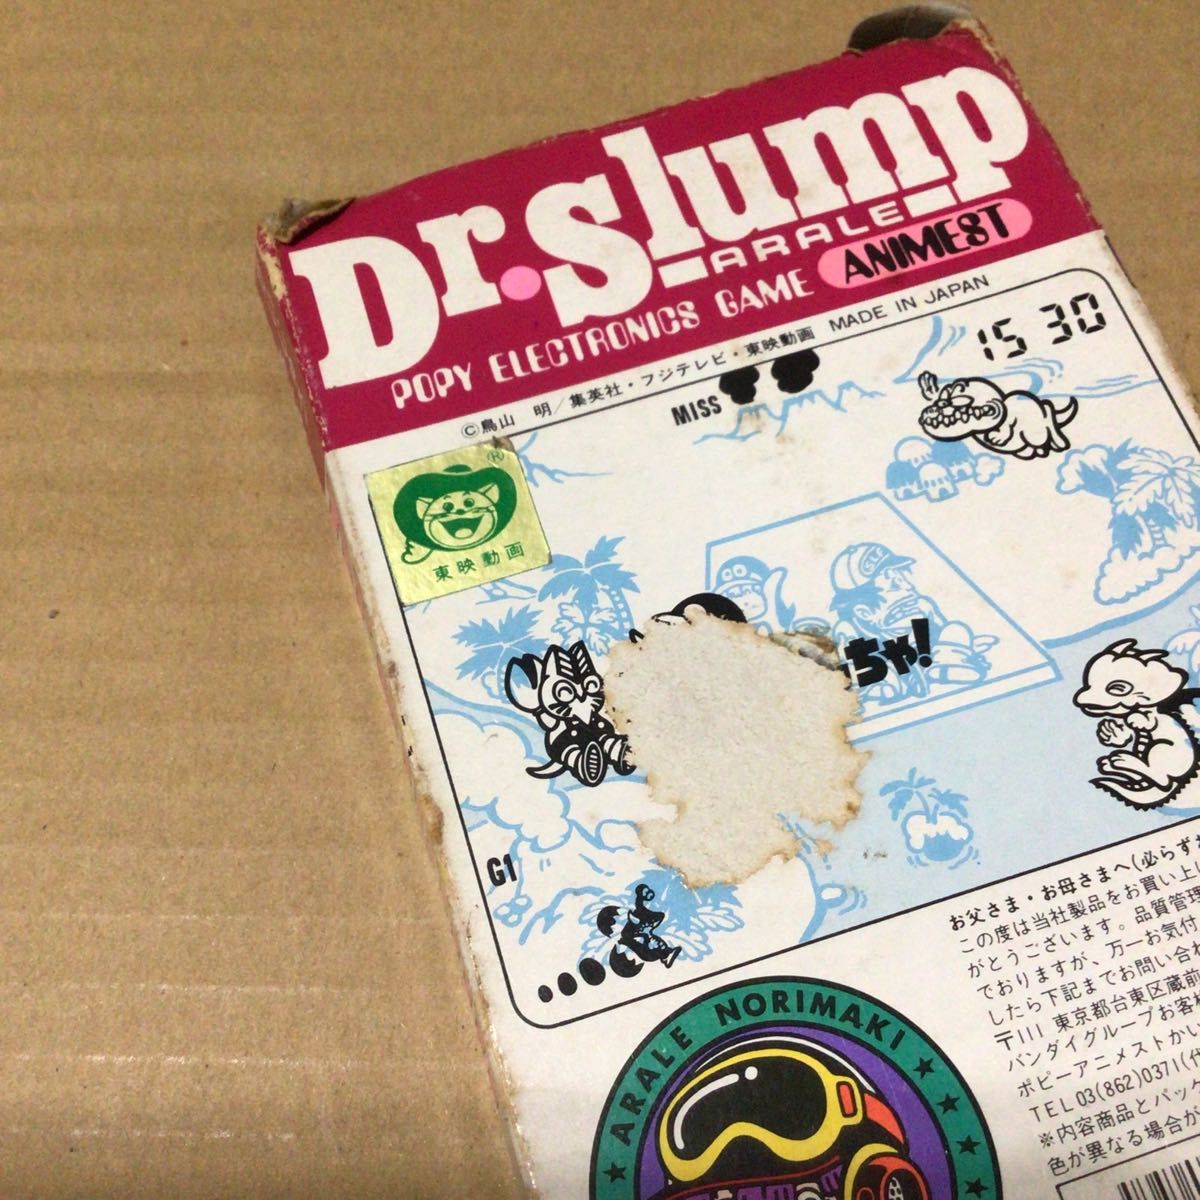 Dr. Slump
ARALE
POPY ELECTRONICS GAME ANIMEST
©鳥山 明/集英社・フジテレビ・東映動画 MADE IN JAPAN
MISS
15 30
®
東映動画
ちゃ!
G1
お父さま・お母さまへ(必らずお
この度は当社製品をお買い上
がとうございます。品質管理
でおりますが、万一お気付
したら下記までお問い合
〒111 東京都台東区蔵前
バンダイグループお客
ポピーアニメストかい
TEL03(862)0371(代
※内容商品とパッ
色が異なる場合が
ARALE NORIMAKI